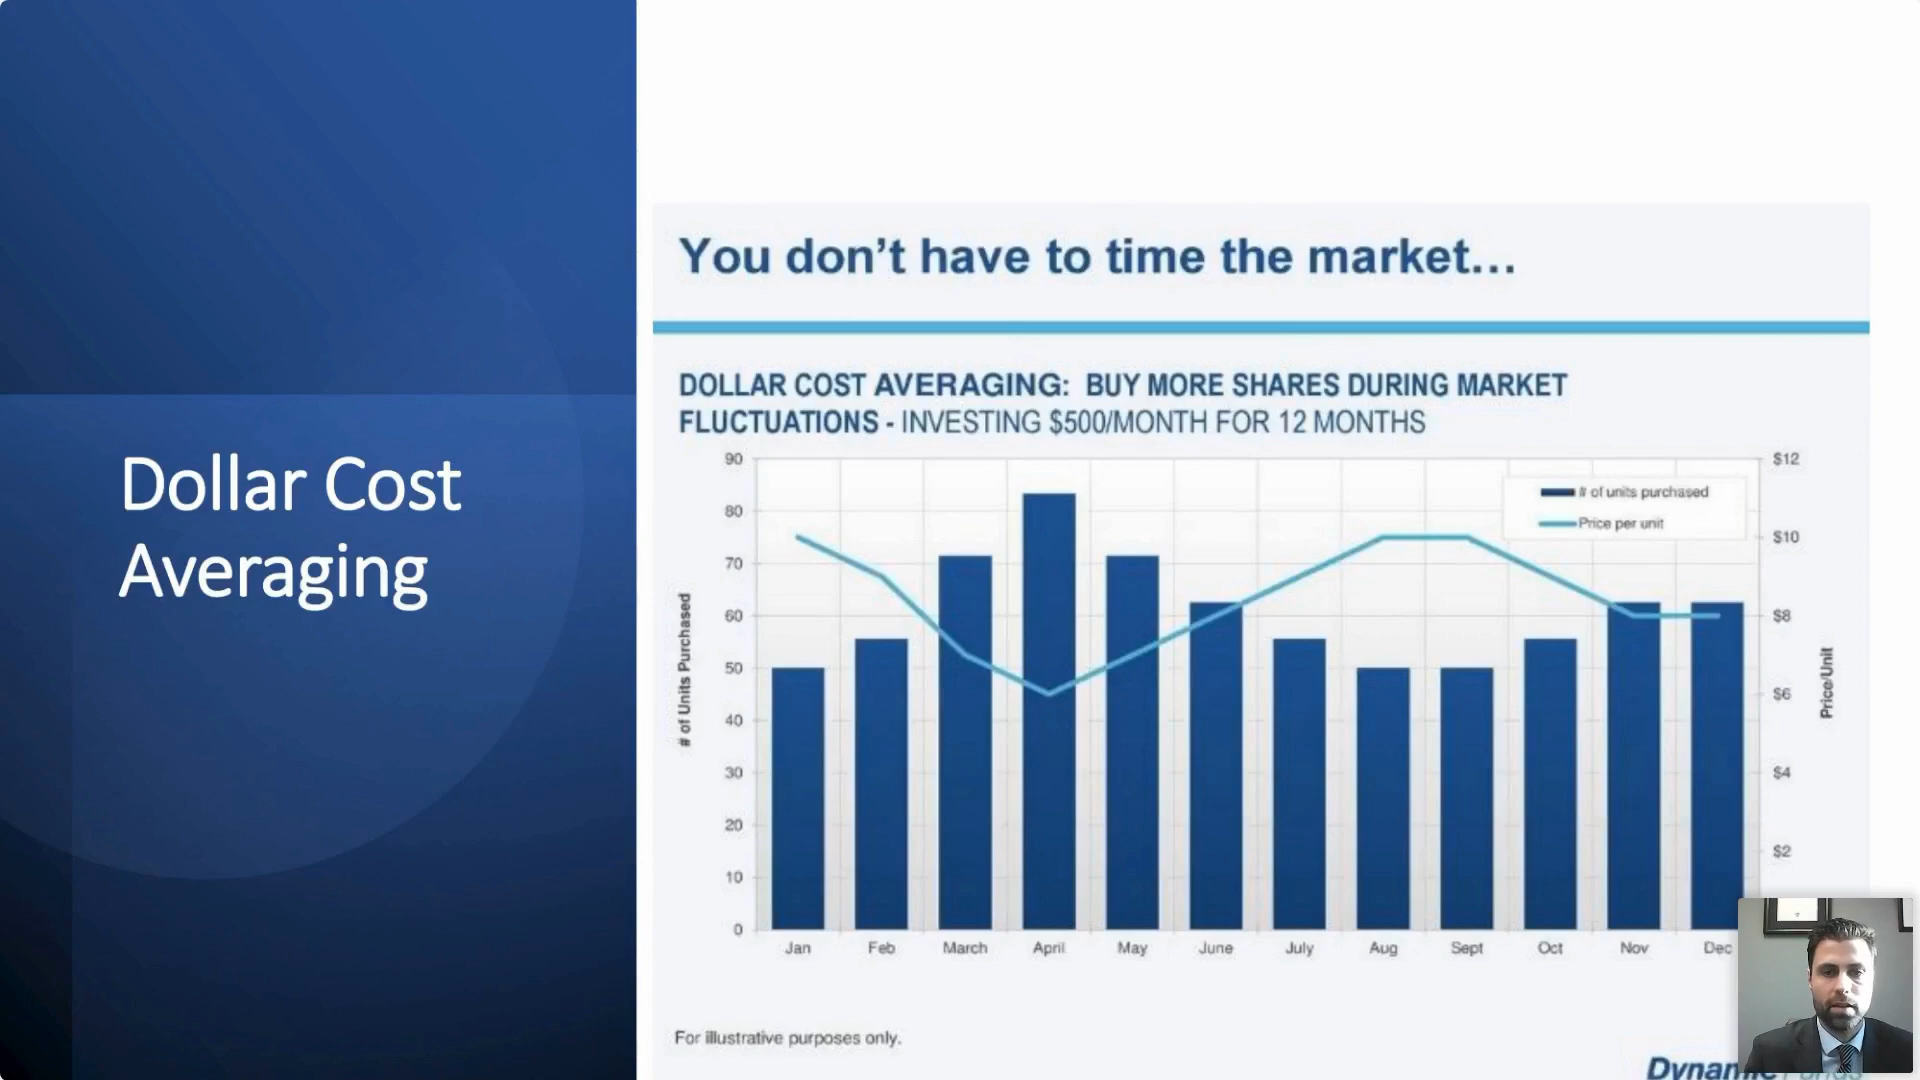 Dollar Cost
Averaging
You don’t have to time the market…
DOLLAR COST AVERAGING: BUY MORE SHARES DURING MARKET
FLUCTUATIONS - INVESTING $500/MONTH FOR 12 MONTHS
# of units purchased
Price per unit
# of Units Purchased
90
80
70
60
50
40
30
20
10
0
$12
$10
$8
$6
$4
$2
Price/Unit
Jan Feb March April May June July Aug Sept Oct Nov Dec
For illustrative purposes only.